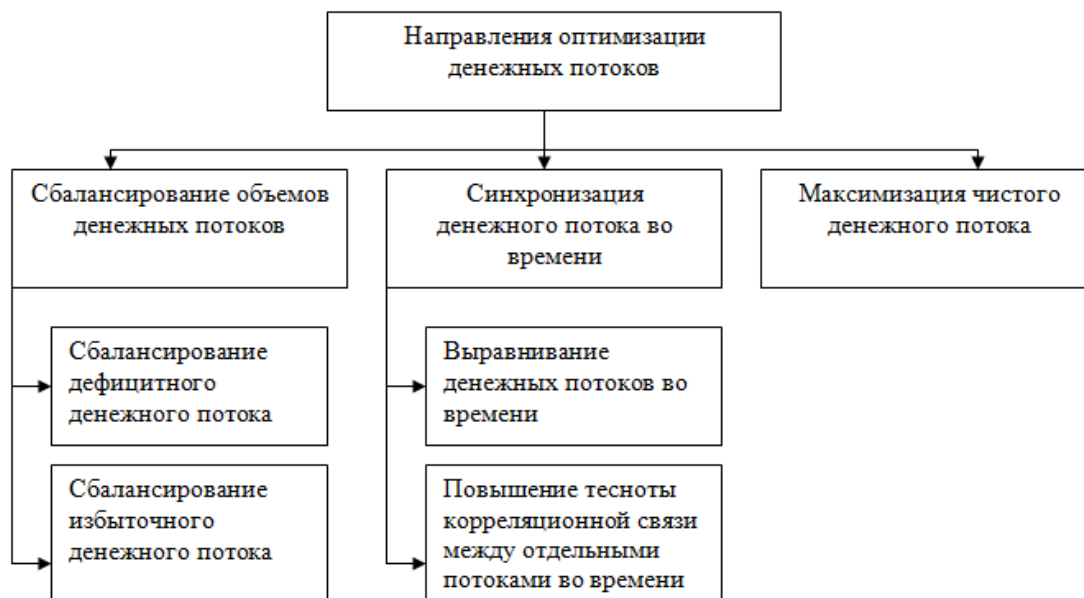 Направления оптимизации
денежных потоков
Сбалансирование объемов
денежных потоков
Синхронизация
денежного потока во
времени
Максимизация чистого
денежного потока
Сбалансирование
дефицитного
денежного потока
Выравнивание
денежных потоков во
времени
Сбалансирование
избыточного
денежного потока
Повышение тесноты
корреляционной связи
между отдельными
потоками во времени